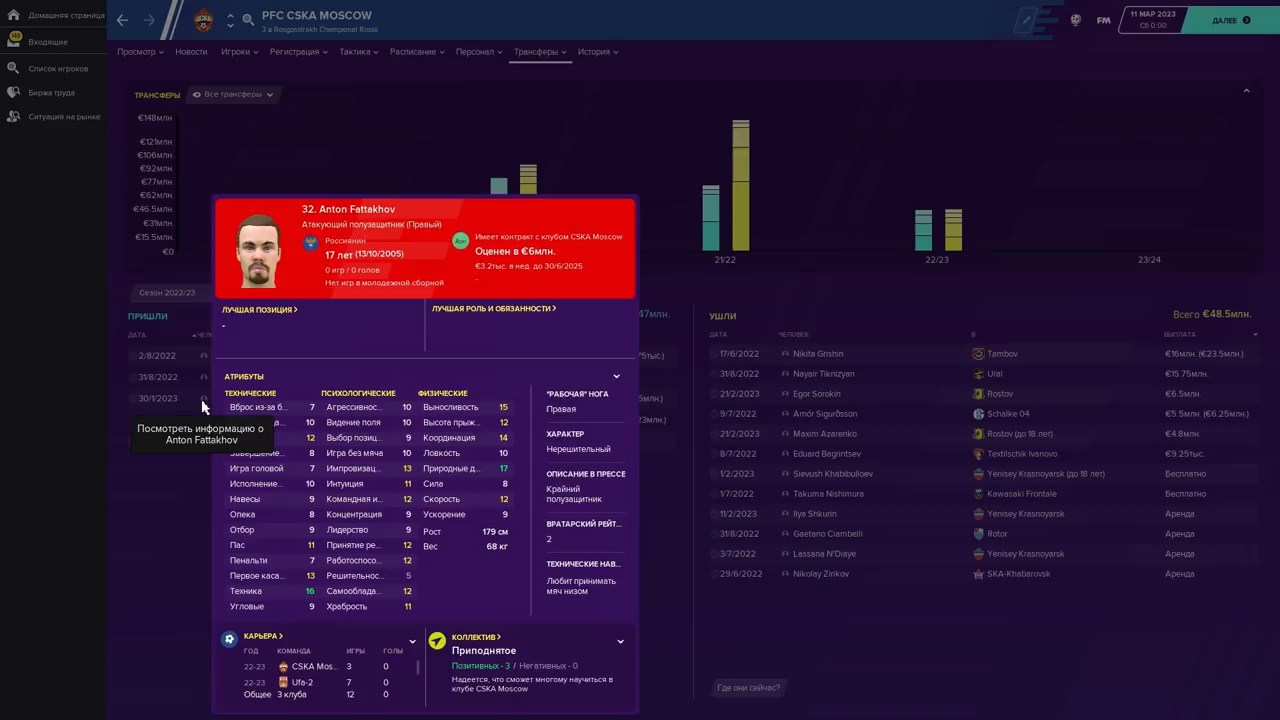 Домашняя страница
Входящие
Список игроков
Биржа труда
Ситуация на рынке
PFC CSKA MOSCOW
3 в Rosgosstrakh Chempionat Rossii
FM
11 МАР 2023
Сб 0:00
ДАЛЕЕ
Просмотр
Новости
Игроки
Регистрация
Тактика
Расписание
Персонал
Трансферы
История
ТРАНСФЕРЫ
Все трансферы
€148млн
€121млн
€106млн
€92млн.
€77млн
€62млн.
€46.5млн.
€31млн
€15.5млн.
€0
21/22
22/23
23/24
Сезон 2022/23
ПРИШЛИ
47млн.
ДАТА
2/8/2022
31/8/2022
30/1/2023
Посмотреть информацию о
Anton Fattakhov
32. Anton Fattakhov
Атакующий полузащитник (Правый)
Россиянин
17 лет (13/10/2005)
0 игр / 0 голов
Нет игр в молодежной сборной
Арн
Имеет контракт с клубом CSKA Moscow
Оценен в €6млн.
€3.2тыс. в нед. до 30/6/2025
-
ЛУЧШАЯ ПОЗИЦИЯ
-
ЛУЧШАЯ РОЛЬ И ОБЯЗАННОСТИ
АТРИБУТЫ
ТЕХНИЧЕСКИЕ
Вброс из-за б... 7
10
12
8
Игра головой 7
Исполнение... 10
Навесы 9
Опека 8
Отбор 9
Пас 11
Пенальти 7
Первое каса... 13
Техника 16
Угловые 9
ПСИХОЛОГИЧЕСКИЕ
Агрессивнос... 10
Видение поля 10
Выбор позиц... 9
Игра без мяча 10
Импровизац... 13
Интуиция 11
Командная и... 12
Концентрация 9
Лидерство 9
Принятие ре... 12
Работоспосо... 12
Решительнос... 5
Самооблада... 12
Храбрость 11
ФИЗИЧЕСКИЕ
Выносливость 15
Высота прыж... 12
Координация 14
Ловкость 10
Природные д... 17
Сила 8
Скорость 12
Ускорение 9
Рост 179 см
Вес 68 кг
"РАБОЧАЯ" НОГА
Правая
ХАРАКТЕР
Нерешительный
ОПИСАНИЕ В ПРЕССЕ
Крайний
полузащитник
ВРАТАРСКИЙ РЕЙТ...
2
ТЕХНИЧЕСКИЕ НАВ...
Любит принимать
мяч низом
КАРЬЕРА
ГОД КОМАНДА ИГРЫ ГОЛЫ
22-23 CSKA Mos... 3 0
22-23 Ufa-2 7 0
Общее 3 клуба 12 0
КОЛЛЕКТИВ
Приподнятое
Позитивных - 3 / Негативных - 0
Надеется, что сможет многому научиться в
клубе CSKA Moscow
УШЛИ
Всего €48.5млн.
ДАТА ЧЕЛОВЕК В ВЫПЛАТА
17/6/2022 Nikita Grishin Tambov €16млн. (€23.5млн.)
31/8/2022 Nayair Tiknizyan Ural €15.75млн.
21/2/2023 Egor Sorokin Rostov €6.5млн.
9/7/2022 Arnór Sigurðsson Schalke 04 €5.5млн. (€6.25млн.)
21/2/2023 Maxim Azarenko Rostov (до 18 лет) €4.8млн.
8/7/2022 Eduard Bagrintsev Textilschik Ivanovo €9.25тыс.
1/2/2023 Sievush Khabibulloev Yenisey Krasnoyarsk (до 18 лет) Бесплатно
1/7/2022 Takuma Nishimura Kawasaki Frontale Бесплатно
11/2/2023 Ilya Shkurin Yenisey Krasnoyarsk Аренда
31/8/2022 Gaetano Ciambelli Rotor Аренда
3/7/2022 Lassana N'Diaye Yenisey Krasnoyarsk Аренда
29/6/2022 Nikolay Zirikov SKA-Khabarovsk Аренда
Где они сейчас?